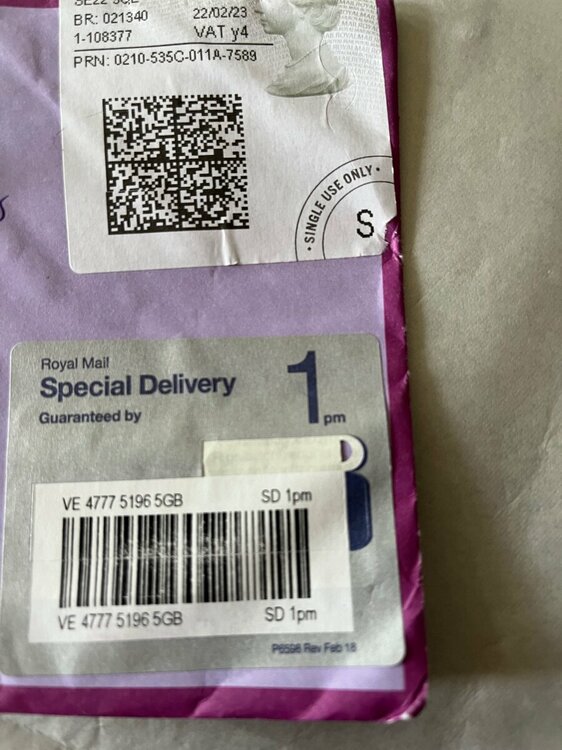 BR: 021340 22/02/23
1-108377 VAT y4
PRN: 0210-535C-011A-7589
· SINGLE USE ONLY ·
S
Royal Mail
Special Delivery
Guaranteed by
1pm
VE 4777 5196 5GB SD 1pm
VE 4777 5196 5GB SD 1pm
P6598 Rev Feb 18